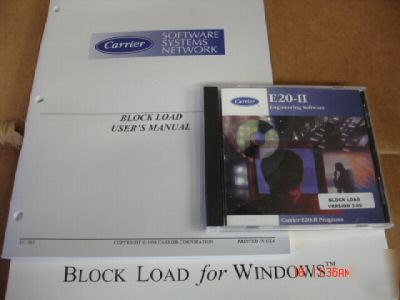 Carrier
SOFTWARE
SYSTEMS
NETWORK
BLOCK LOAD
USER'S MANUAL
COPYRIGHT © 1998 CARRIER CORPORATION
PRINTED IN USA
Carrier
E20-II
Engineering Software
BLOCK LOAD
VERSION 3.05
Carrier E20-II Programs
BLOCK LOAD for WINDOWS™